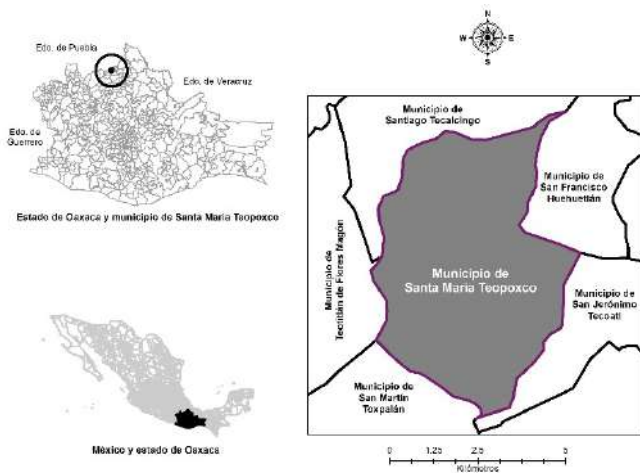 Edo. de Puebla
Edo. de Veracruz
Edo. de
Guerrero
Estado de Oaxaca y municipio de Santa María Teopoxco
México y estado de Oaxaca
N
W
E
S
Municipio de
Santiago Texcalcingo
Municipio de
San Francisco
Huehuetlán
Municipio de
Teotitlán de Flores Magón
Municipio de
Santa María Teopoxco
Municipio de
San Jerónimo
Tecoatl
Municipio de
San Martín
Toxpalán
0 1.25 2.5 5
Kilómetros